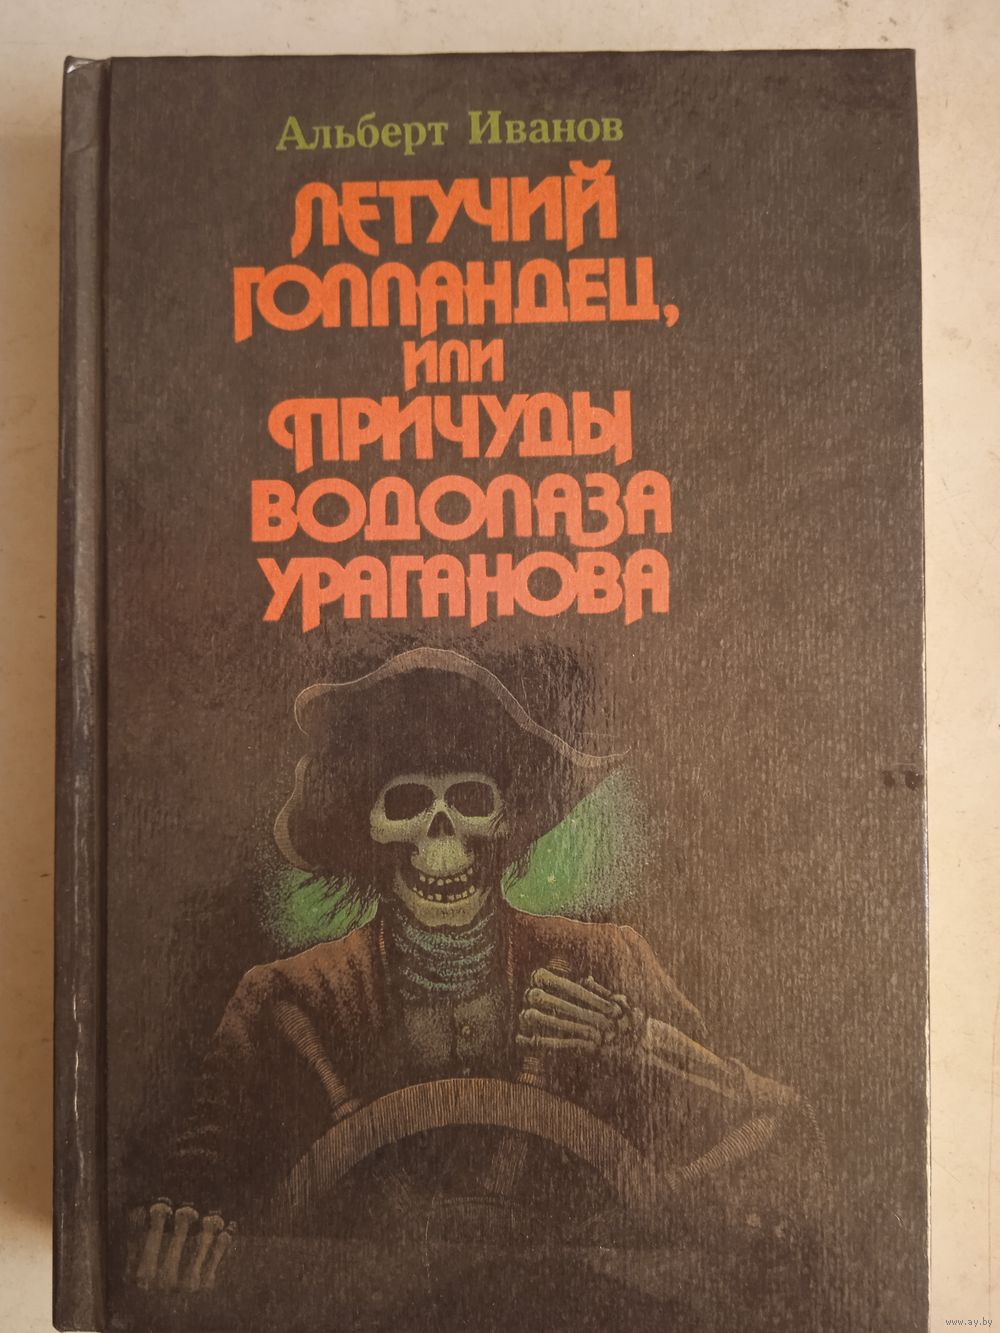 Альберт Иванов
ЛЕТУЧИЙ
ГОЛЛАНДЕЦ,
ИЛИ
ПРИЧУДЫ
ВОДОЛАЗА
УРАГАНОВА
www.ay.by